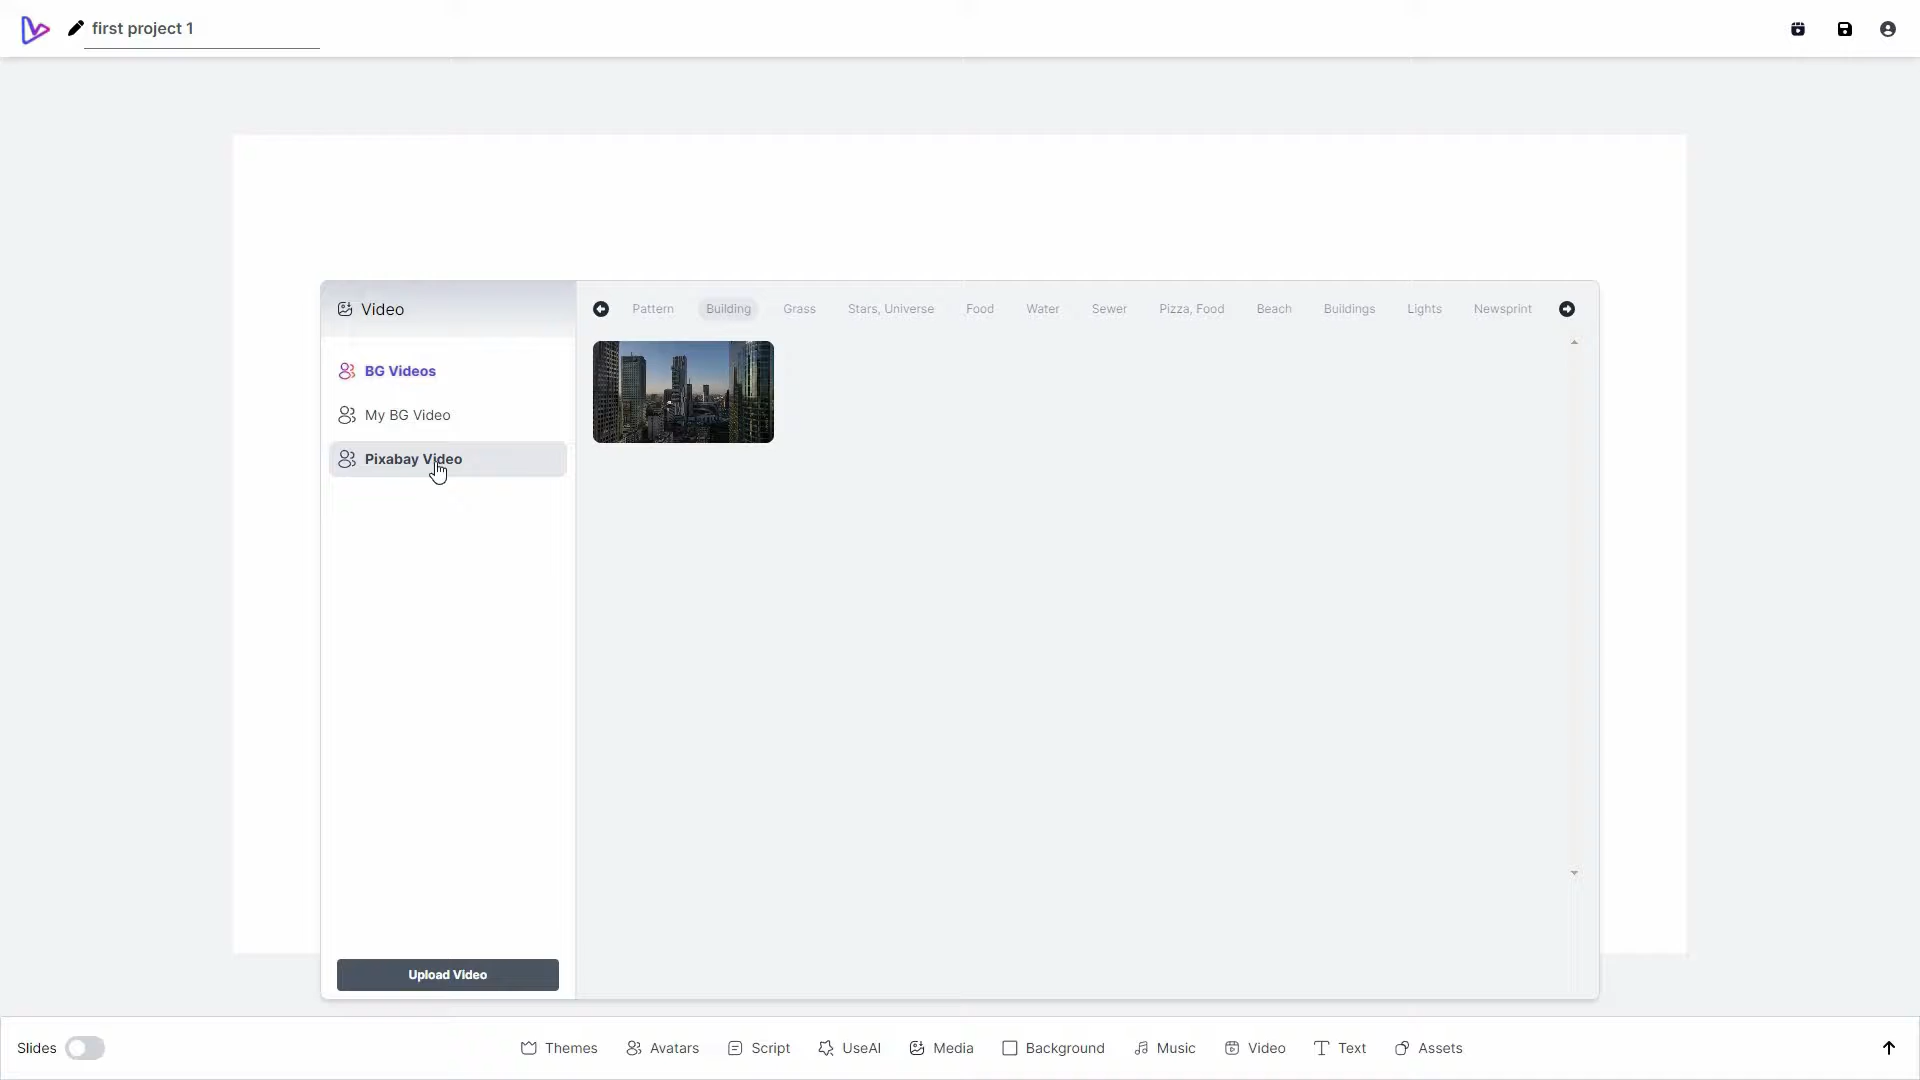 first project 1
Video
BG Videos
My BG Video
Pixabay Video
Upload Video
Pattern Building Grass Stars, Universe Food Water Sewer Pizza, Food Beach Buildings Lights Newsprint
Slides Themes Avatars Script UseAI Media Background Music Video Text Assets